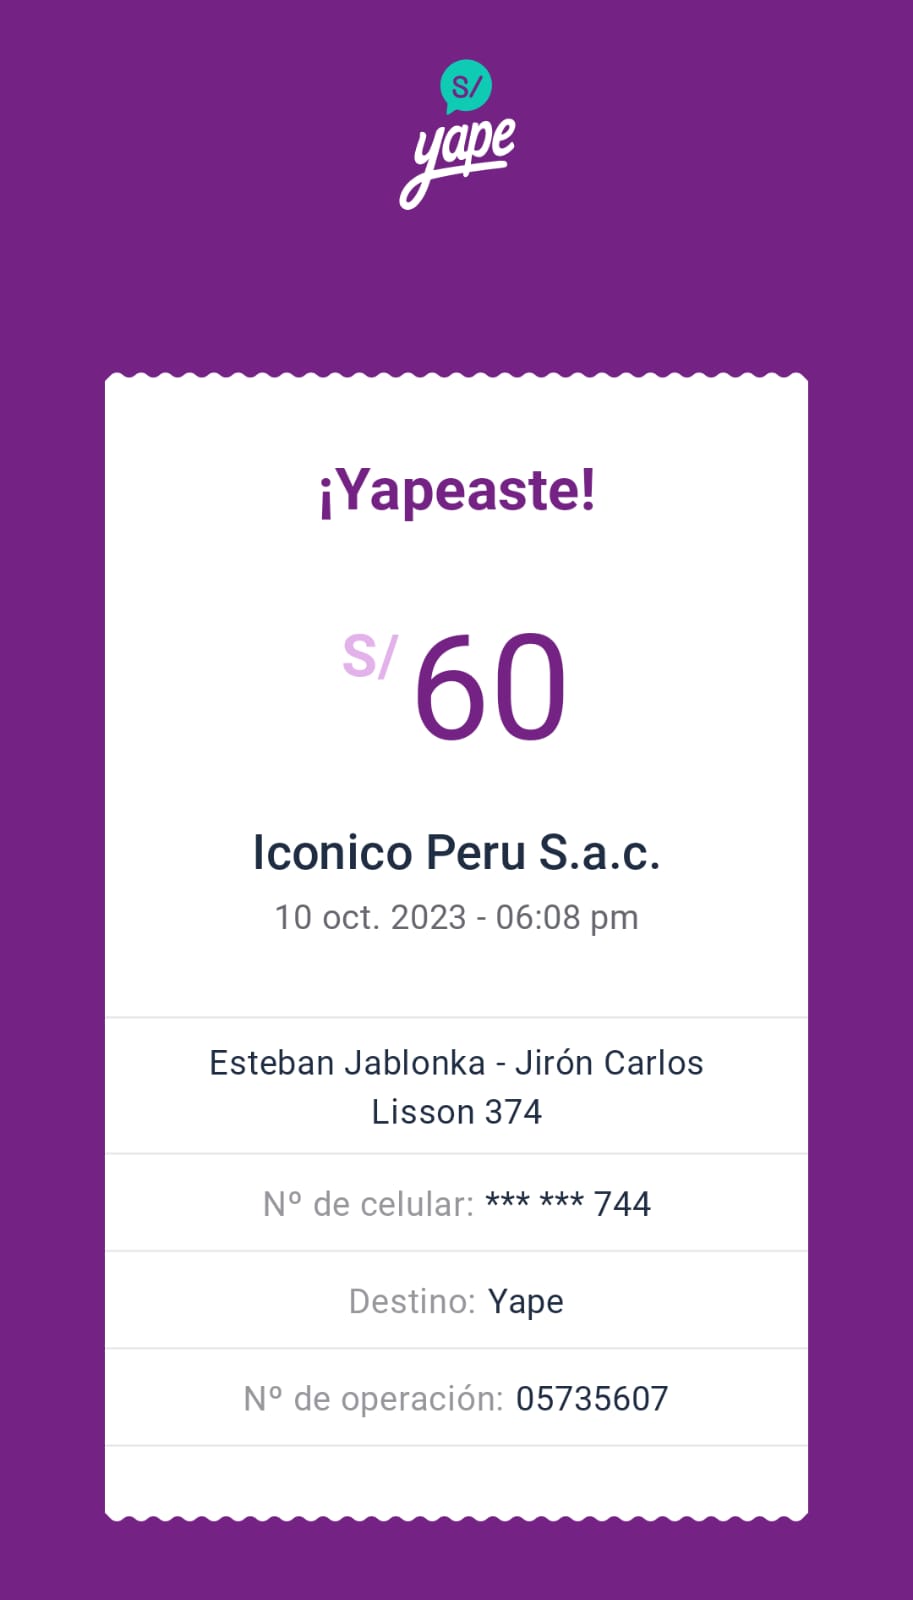 S/
yape
¡Yapeaste!
S/ 60
Iconico Peru S.a.c.
10 oct. 2023 - 06:08 pm
Esteban Jablonka - Jirón Carlos
Lisson 374
Nº de celular: *** *** 744
Destino: Yape
Nº de operación: 05735607